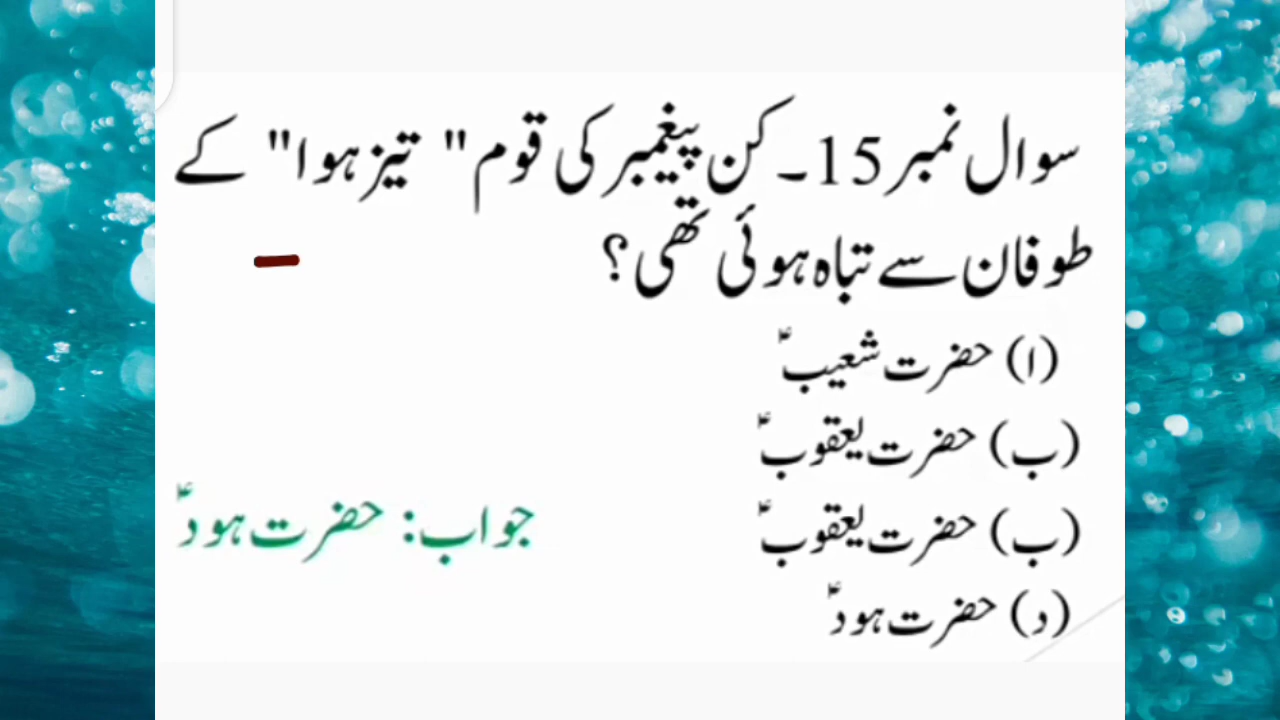 سوال نمبر 15۔ کن پیغمبر کی قوم " تیز ہوا" کے
طوفان سے تباہ ہوئی تھی؟
(ا) حضرت شعیبؑ
(ب) حضرت یعقوبؑ
(ب) حضرت یعقوبؑ
جواب: حضرت ہودؑ
(د) حضرت ہودؑ